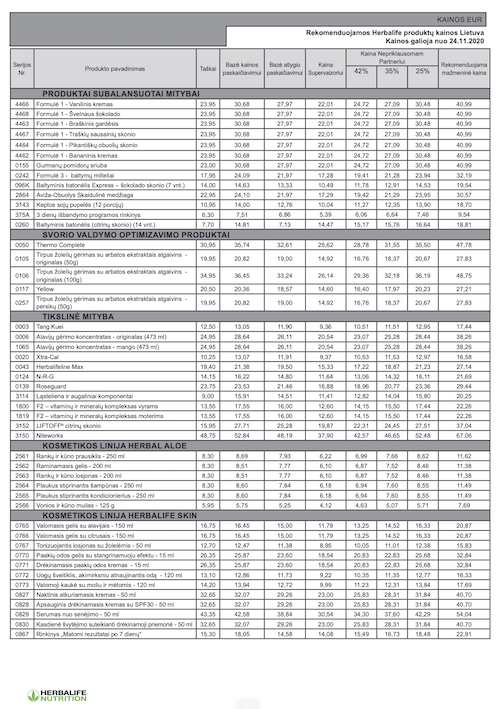 KAINOS EUR
Rekomenduojamos Herbalife produktų kainos Lietuva
Kainos galioja nuo 24.11.2020
Serijos Nr. Produkto pavadinimas Taškai Bazė kainos paskaičiavimui Bazė atlygio paskaičiavimui Kaina Supervaizoriui Kaina Nepriklausomam Partneriui 42% 35% 25% Rekomenduojama mažmeninė kaina
PRODUKTAI SUBALANSUOTAI MITYBAI
4466 Formulė 1 - Vanilinis kremas 23,95 30,68 27,97 22,01 24,72 27,09 30,48 40,99
4468 Formulė 1 - Švelnaus šokolado 23,95 30,68 27,97 22,01 24,72 27,09 30,48 40,99
4463 Formulė 1 - Braškinis gardėsis 23,95 30,68 27,97 22,01 24,72 27,09 30,48 40,99
4467 Formulė 1 - Traškių sausainių skonio 23,95 30,68 27,97 22,01 24,72 27,09 30,48 40,99
4464 Formulė 1 - Pikantiškų obuolių skonio 23,95 30,68 27,97 22,01 24,72 27,09 30,48 40,99
4462 Formulė 1 - Bananinis kremas 23,95 30,68 27,97 22,01 24,72 27,09 30,48 40,99
0155 Gurmanų pomidorų sriuba 23,00 30,68 27,97 22,01 24,72 27,09 30,48 40,99
0242 Formulė 3 - baltymų milteliai 17,95 24,09 21,97 17,28 19,41 21,28 23,94 32,19
096K Baltyminis batonėlis Express – šokolado skonio (7 vnt.) 14,00 14,63 13,33 10,49 11,78 12,91 14,53 19,54
2864 Aviža-Obuolys Skaidulinė medžiaga 22,95 24,10 21,97 17,29 19,42 21,29 23,95 30,57
3143 Keptos sojų pupelės (12 porcijų) 10,95 14,00 12,76 10,04 11,27 12,35 13,90 18,70
375A 3 dienų išbandymo programos rinkinys 6,30 7,51 6,86 5,39 6,06 6,64 7,46 9,54
0260 Baltyminis batonėlis (citrinų skonio) (14 vnt.) 7,70 14,81 7,13 14,47 15,17 15,76 16,64 18,81
SVORIO VALDYMO OPTIMIZAVIMO PRODUKTAI
0050 Thermo Complete 30,95 35,74 32,61 25,62 28,78 31,55 35,50 47,78
0105 Tirpus žolelių gėrimas su arbatos ekstraktais atgaivins - originalas (50g) 19,95 20,82 19,00 14,92 16,76 18,37 20,67 27,83
0106 Tirpus žolelių gėrimas su arbatos ekstraktais atgaivins - originalas (100g) 34,95 36,45 33,24 26,14 29,36 32,18 36,19 48,75
0117 Yellow 20,50 20,36 18,57 14,60 16,40 17,97 20,23 27,21
0257 Tirpus žolelių gėrimas su arbatos ekstraktais atgaivins - persikų (50g) 19,95 20,82 19,00 14,92 16,76 18,37 20,67 27,83
TIKSLINĖ MITYBA
0003 Tang Kuei 12,50 13,05 11,90 9,36 10,51 11,51 12,95 17,44
0006 Alavijų gėrimo koncentratas - originalas (473 ml) 24,95 28,64 26,11 20,54 23,07 25,28 28,44 38,26
1065 Alavijų gėrimo koncentratas - mango (473 ml) 24,95 28,64 26,11 20,54 23,07 25,28 28,44 38,26
0020 Xtra-Cal 10,25 13,07 11,91 9,37 10,53 11,53 12,97 16,58
0043 Herbalifeline Max 19,40 21,38 19,50 15,33 17,22 18,87 21,23 27,14
0124 N-R-G 14,15 16,22 14,80 11,64 13,06 14,32 16,11 21,69
0139 Roseguard 23,75 23,53 21,46 16,88 18,96 20,77 23,36 29,44
3114 Ląsteliena ir augaliniai komponentai 9,00 15,91 14,51 11,41 12,82 14,04 15,80 20,25
1800 F2 – vitaminų ir mineralų kompleksas vyrams 13,55 17,55 16,00 12,60 14,15 15,50 17,44 22,26
1819 F2 – vitaminų ir mineralų kompleksas moterims 13,55 17,55 16,00 12,60 14,15 15,50 17,44 22,26
3152 LIFTOFF® citrinų skonio 15,95 27,71 25,28 19,87 22,31 24,45 27,51 37,04
3150 Niteworks 48,75 52,84 48,19 37,90 42,57 46,65 52,48 67,06
KOSMETIKOS LINIJA HERBAL ALOE
2561 Rankų ir kūno prausiklis - 250 ml 8,30 8,69 7,93 6,22 6,99 7,66 8,62 11,62
2562 Raminamasis gelis - 200 ml 8,30 8,51 7,77 6,10 6,87 7,52 8,46 11,38
2563 Rankų ir kūno losjonas - 200 ml 8,30 8,51 7,77 6,10 6,87 7,52 8,46 11,38
2564 Plaukus stiprinantis šampūnas - 250 ml 8,30 8,60 7,84 6,18 6,94 7,60 8,55 11,49
2565 Plaukus stiprinantis kondicionierius - 250 ml 8,30 8,60 7,84 6,18 6,94 7,60 8,55 11,49
2566 Vonios ir kūno muilas - 125 g 5,95 5,75 5,25 4,12 4,63 5,07 5,71 7,69
KOSMETIKOS LINIJA HERBALIFE SKIN
0765 Valomasis gelis su alavijais - 150 ml 16,75 16,45 15,00 11,79 13,25 14,52 16,33 20,87
0766 Valomasis gelis su citrusais - 150 ml 16,75 16,45 15,00 11,79 13,25 14,52 16,33 20,87
0767 Tonizuojantis losjonas su žolelėmis - 50 ml 12,70 12,47 11,38 8,95 10,05 11,01 12,38 15,83
0770 Paakių odos gelis su stangrinamuoju efektu - 15 ml 26,35 25,87 23,60 18,54 20,83 22,83 25,68 32,84
0771 Drėkinamasis paakių odos kremas - 15 ml 26,35 25,87 23,60 18,54 20,83 22,83 25,68 32,84
0772 Uogų šveitiklis, akimirksniu atnaujinantis odą - 120 ml 13,10 12,86 11,73 9,22 10,35 11,35 12,77 16,33
0773 Valomoji kaukė su moliu ir mėtomis - 120 ml 14,20 13,94 12,72 9,99 11,23 12,31 13,84 17,69
0827 Naktinis atkuriamasis kremas - 50 ml 32,65 32,07 29,26 23,00 25,83 28,31 31,84 40,70
0828 Apsauginis drėkinamasis kremas su SPF30 - 50 ml 32,65 32,07 29,26 23,00 25,83 28,31 31,84 40,70
0829 Serumas nuo senėjimo - 50 ml 43,35 42,58 38,84 30,54 34,30 37,60 42,29 54,04
0830 Kasdienė švytėjimo suteikianti drėkinamoji priemonė - 50 ml 32,65 32,07 29,26 23,00 25,83 28,31 31,84 40,70
0867 Rinkinys „Matomi rezultatai po 7 dienų" 15,30 18,05 14,58 14,08 15,49 16,73 18,48 22,91
HERBALIFE NUTRITION